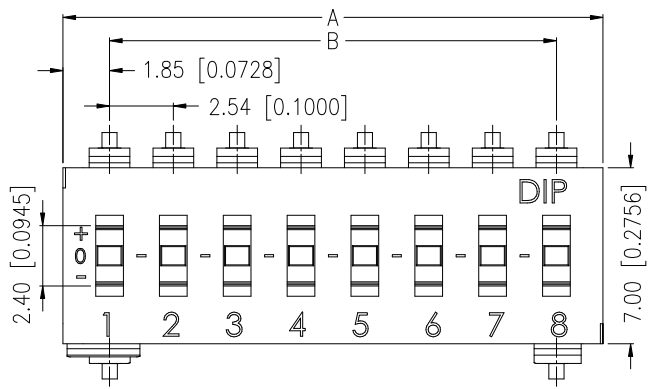 A
B
1.85 [0.0728]
2.54 [0.1000]
DIP
2.40 [0.0945]
+
0
-
- - - - - - -
7.00 [0.2756]
1 2 3 4 5 6 7 8